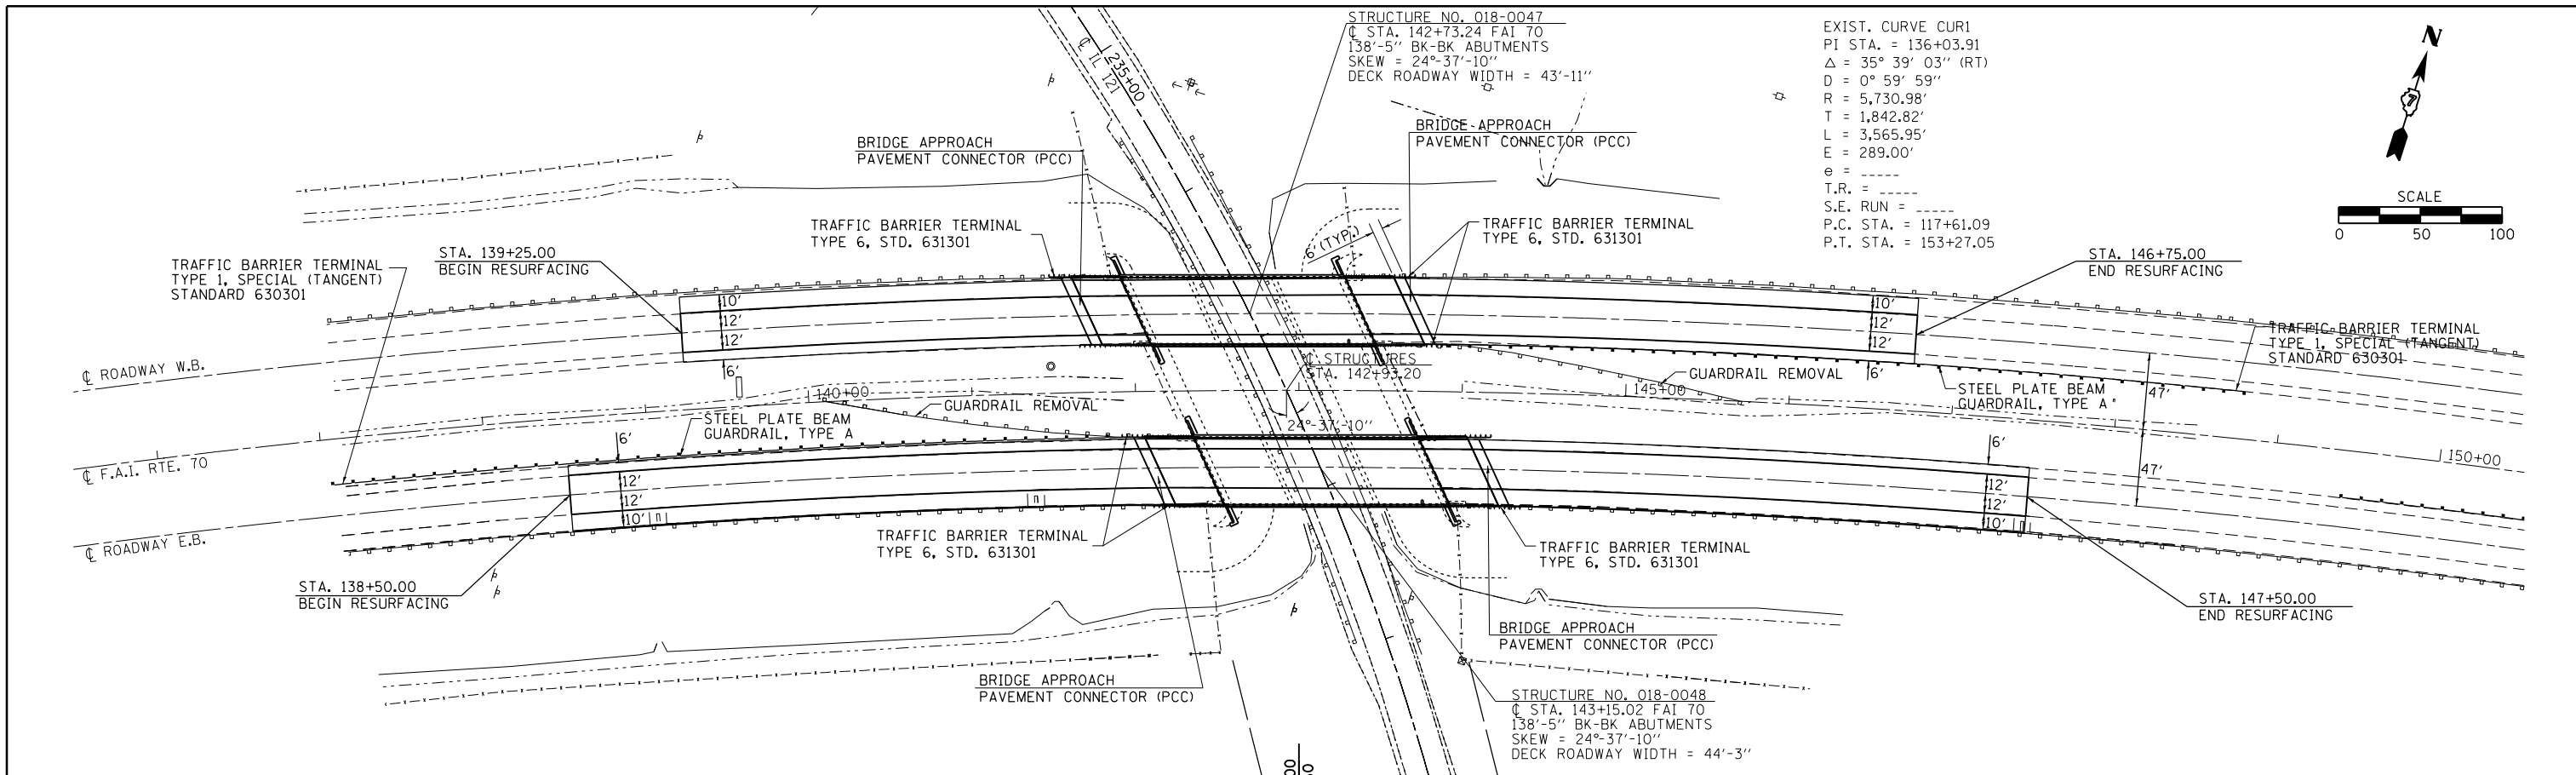 STRUCTURE NO. 018-0047
℄ STA. 142+73.24 FAI 70
138'-5" BK-BK ABUTMENTS
SKEW = 24°-37'-10"
DECK ROADWAY WIDTH = 43'-11"
EXIST. CURVE CUR1
PI STA. = 136+03.91
Δ = 35° 39' 03" (RT)
D = 0° 59' 59"
R = 5,730.98'
T = 1,842.82'
L = 3,565.95'
E = 289.00'
e = _____
T.R. = _____
S.E. RUN = _____
P.C. STA. = 117+61.09
P.T. STA. = 153+27.05
N
SCALE
0 50 100
℄ IL 121
235+00
BRIDGE APPROACH
PAVEMENT CONNECTOR (PCC)
BRIDGE APPROACH
PAVEMENT CONNECTOR (PCC)
TRAFFIC BARRIER TERMINAL
TYPE 6, STD. 631301
6' (TYP.)
TRAFFIC BARRIER TERMINAL
TYPE 6, STD. 631301
STA. 139+25.00
BEGIN RESURFACING
TRAFFIC BARRIER TERMINAL
TYPE 1, SPECIAL (TANGENT)
STANDARD 630301
STA. 146+75.00
END RESURFACING
10'
12'
12'
6'
10'
12'
12'
6'
TRAFFIC BARRIER TERMINAL
TYPE 1, SPECIAL (TANGENT)
STANDARD 630301
℄ ROADWAY W.B.
℄ STRUCTURES
STA. 142+93.20
GUARDRAIL REMOVAL
145+00
STEEL PLATE BEAM
GUARDRAIL, TYPE A
47'
140+00
GUARDRAIL REMOVAL
STEEL PLATE BEAM
GUARDRAIL, TYPE A
24°-37'-10"
℄ F.A.I. RTE. 70
150+00
47'
6'
12'
12'
10'
6'
12'
12'
10'
℄ ROADWAY E.B.
TRAFFIC BARRIER TERMINAL
TYPE 6, STD. 631301
TRAFFIC BARRIER TERMINAL
TYPE 6, STD. 631301
STA. 138+50.00
BEGIN RESURFACING
STA. 147+50.00
END RESURFACING
BRIDGE APPROACH
PAVEMENT CONNECTOR (PCC)
BRIDGE APPROACH
PAVEMENT CONNECTOR (PCC)
STRUCTURE NO. 018-0048
℄ STA. 143+15.02 FAI 70
138'-5" BK-BK ABUTMENTS
SKEW = 24°-37'-10"
DECK ROADWAY WIDTH = 44'-3"